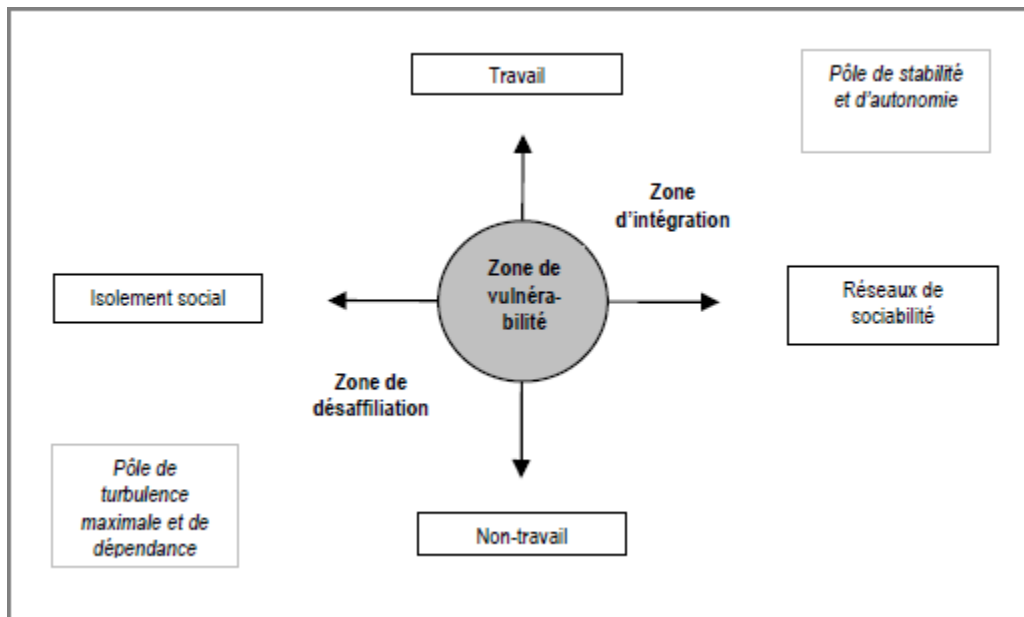 Travail
Pôle de stabilité
et d'autonomie
Zone
d'intégration
Zone de
vulnéra-
bilité
Isolement social
Réseaux de
sociabilité
Zone de
désaffiliation
Pôle de
turbulence
maximale et de
dépendance
Non-travail